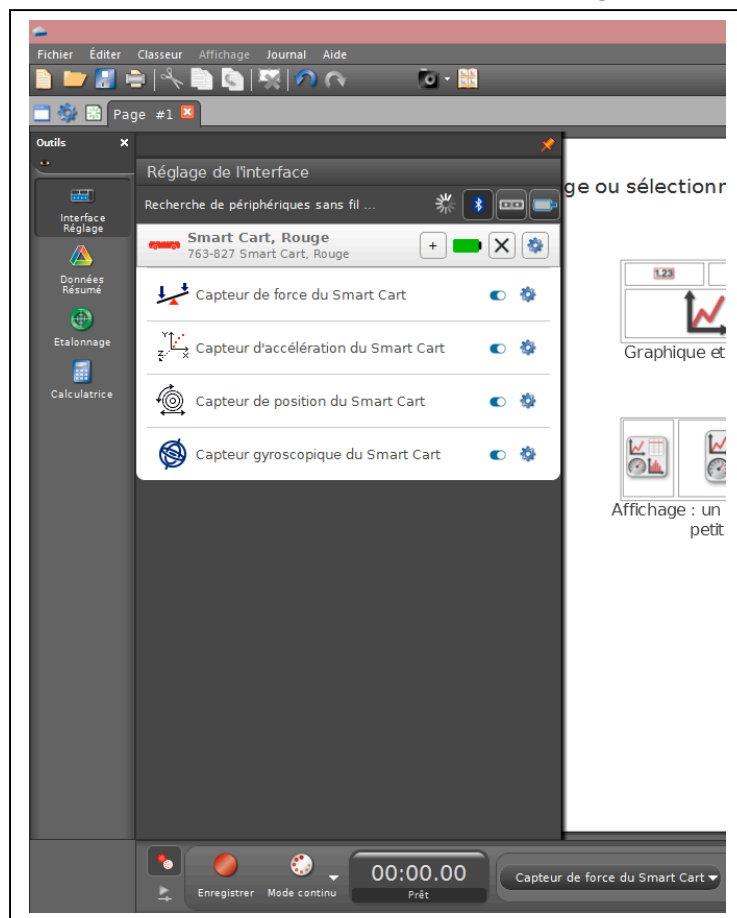 Fichier Éditer Classeur Affichage Journal Aide
Page #1
Outils
Interface
Réglage
Données
Résumé
Etalonnage
Calculatrice
Réglage de l'interface
Recherche de périphériques sans fil ...
Smart Cart, Rouge
763-827 Smart Cart, Rouge
Capteur de force du Smart Cart
Capteur d'accélération du Smart Cart
Y
Z
X
Capteur de position du Smart Cart
Capteur gyroscopique du Smart Cart
ge ou sélectionr
1.23
Graphique et
Affichage : un
petit
Enregistrer
Mode continu
00:00.00
Prêt
Capteur de force du Smart Cart